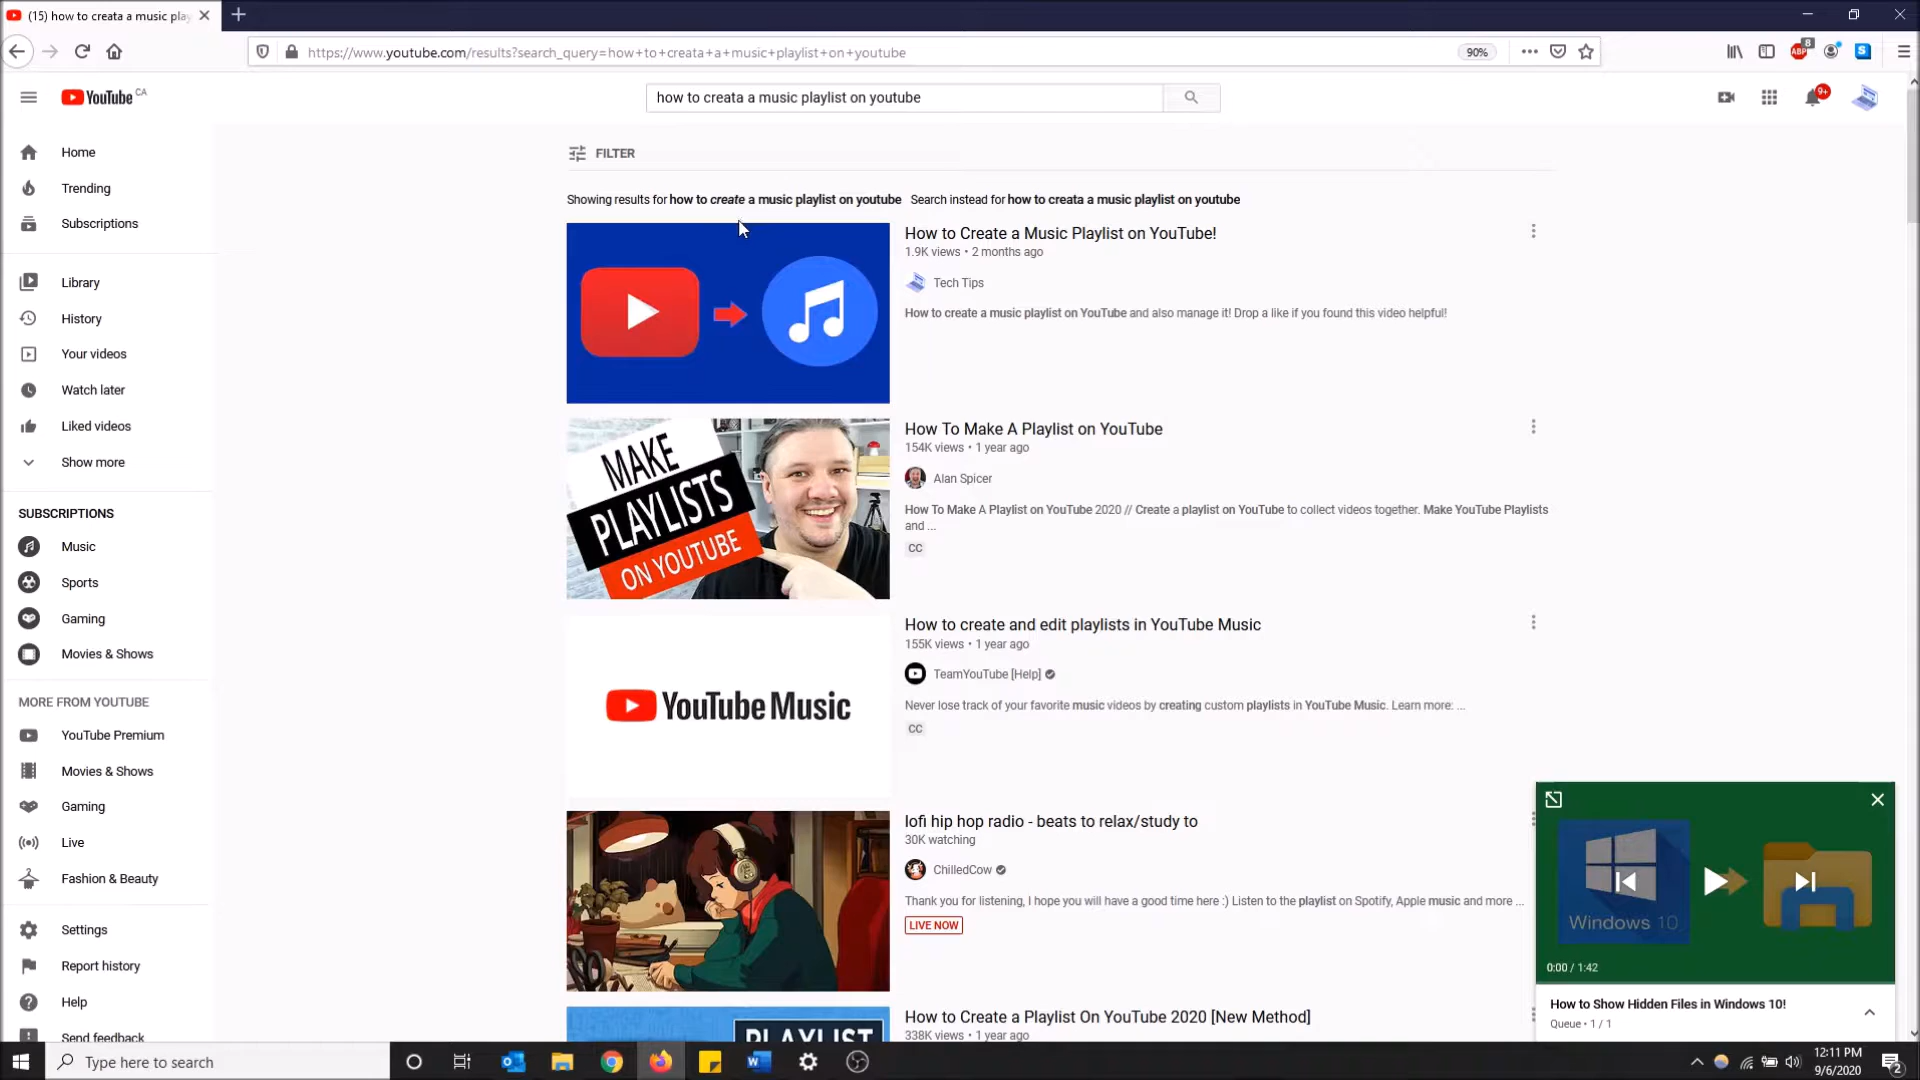 (15) how to creata a music play
https://www.youtube.com/results?search_query=how+to+creata+a+music+playlist+on+youtube
90%
8
YouTube CA
how to creata a music playlist on youtube
9+
Home
Trending
Subscriptions
Library
History
Your videos
Watch later
Liked videos
Show more
SUBSCRIPTIONS
Music
Sports
Gaming
Movies & Shows
MORE FROM YOUTUBE
YouTube Premium
Movies & Shows
Gaming
Live
Fashion & Beauty
Settings
Report history
Help
Send feedback
FILTER
Showing results for how to create a music playlist on youtube Search instead for how to creata a music playlist on youtube
How to Create a Music Playlist on YouTube!
1.9K views • 2 months ago
Tech Tips
How to create a music playlist on YouTube and also manage it! Drop a like if you found this video helpful!
MAKE
PLAYLISTS
ON YOUTUBE
How To Make A Playlist on YouTube
154K views • 1 year ago
Alan Spicer
How To Make A Playlist on YouTube 2020 // Create a playlist on YouTube to collect videos together. Make YouTube Playlists
and ...
CC
YouTube Music
How to create and edit playlists in YouTube Music
155K views • 1 year ago
TeamYouTube [Help]
Never lose track of your favorite music videos by creating custom playlists in YouTube Music. Learn more: ...
CC
lofi hip hop radio - beats to relax/study to
30K watching
ChilledCow
Thank you for listening, I hope you will have a good time here :) Listen to the playlist on Spotify, Apple music and more ...
LIVE NOW
PLAYLIST
How to Create a Playlist On YouTube 2020 [New Method]
338K views • 1 year ago
Windows 10
0:00 / 1:42
How to Show Hidden Files in Windows 10!
Queue • 1 / 1
Type here to search
12:11 PM
9/6/2020
2